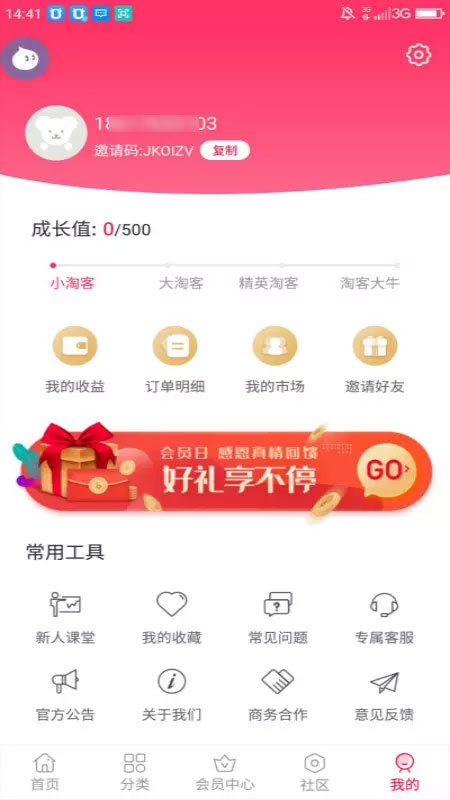 14:41 3G 3G
18 03
邀请码:JKOIZV 复制
成长值: 0/500
小淘客 大淘客 精英淘客 淘客大牛
我的收益 订单明细 我的市场 邀请好友
会员日 感恩真情回馈
好礼享不停
GO
常用工具
新人课堂 我的收藏 常见问题 专属客服
官方公告 关于我们 商务合作 意见反馈
首页 分类 会员中心 社区 我的